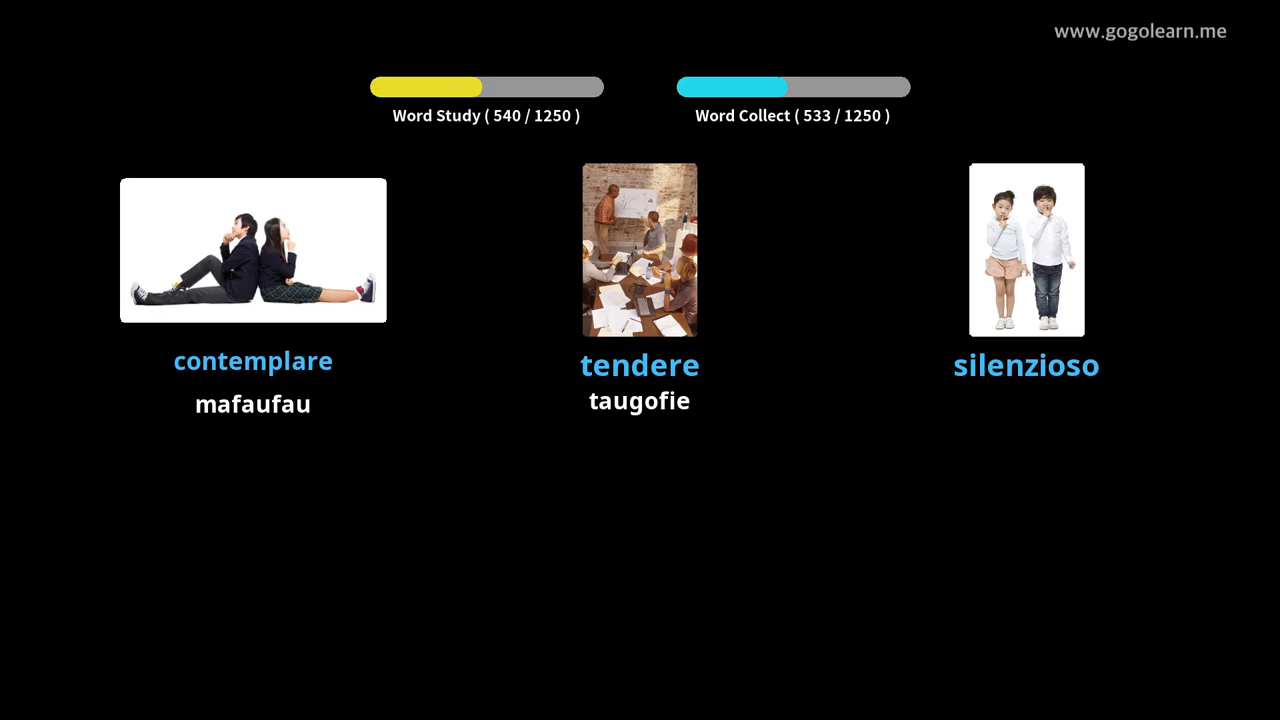 www.gogolearn.me
Word Study ( 540 / 1250 )
Word Collect ( 533 / 1250 )
contemplare
mafaufau
tendere
taugofie
silenzioso